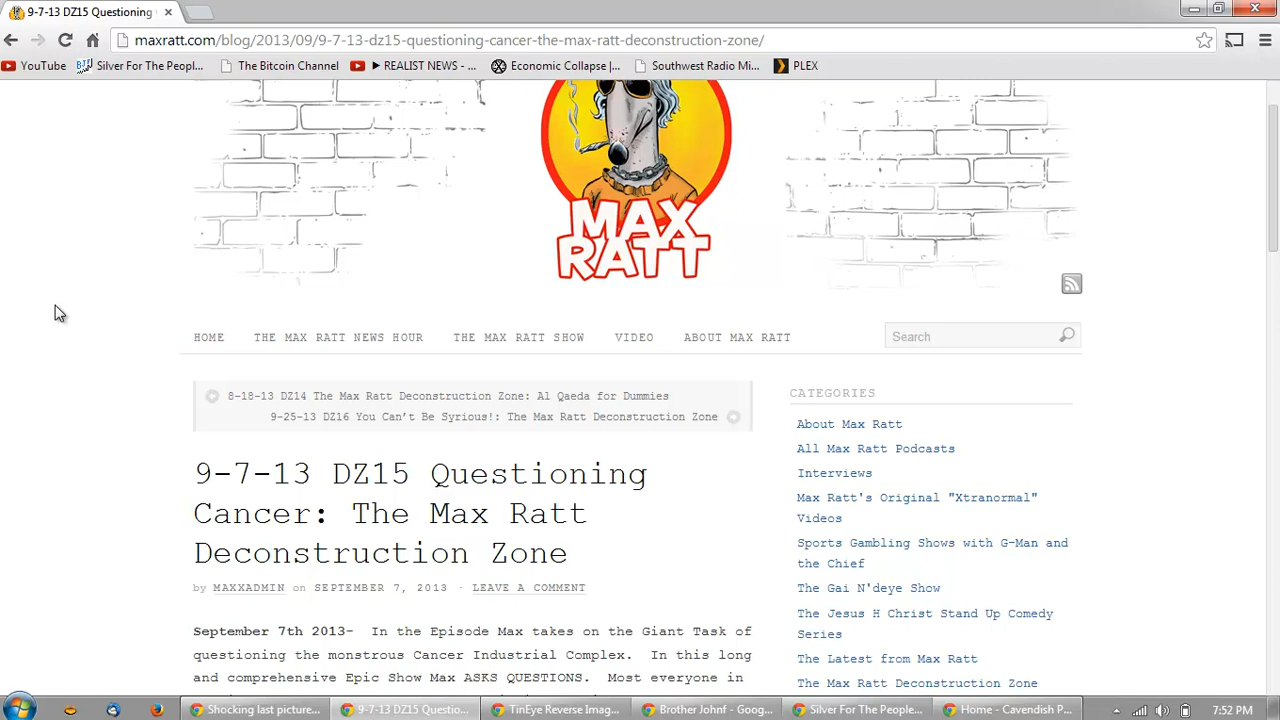 9-7-13 DZ15 Questioning
maxratt.com/blog/2013/09/9-7-13-dz15-questioning-cancer-the-max-ratt-deconstruction-zone/
YouTube Silver For The Peopl... The Bitcoin Channel ► REALIST NEWS - ... Economic Collapse |... Southwest Radio Mi... PLEX
MAX
RATT
HOME THE MAX RATT NEWS HOUR THE MAX RATT SHOW VIDEO ABOUT MAX RATT Search
8-18-13 DZ14 The Max Ratt Deconstruction Zone: Al Qaeda for Dummies
9-25-13 DZ16 You Can't Be Syrious!: The Max Ratt Deconstruction Zone
9-7-13 DZ15 Questioning
Cancer: The Max Ratt
Deconstruction Zone
by MAXXADMIN on SEPTEMBER 7, 2013 · LEAVE A COMMENT
September 7th 2013- In the Episode Max takes on the Giant Task of
questioning the monstrous Cancer Industrial Complex. In this long
and comprehensive Epic Show Max ASKS QUESTIONS. Most everyone in
CATEGORIES
About Max Ratt
All Max Ratt Podcasts
Interviews
Max Ratt's Original "Xtranormal"
Videos
Sports Gambling Shows with G-Man and
the Chief
The Gai N'deye Show
The Jesus H Christ Stand Up Comedy
Series
The Latest from Max Ratt
The Max Ratt Deconstruction Zone
Shocking last picture... 9-7-13 DZ15 Questio... TinEye Reverse Imag... Brother Johnf - Goog... Silver For The People... Home - Cavendish P... 7:52 PM